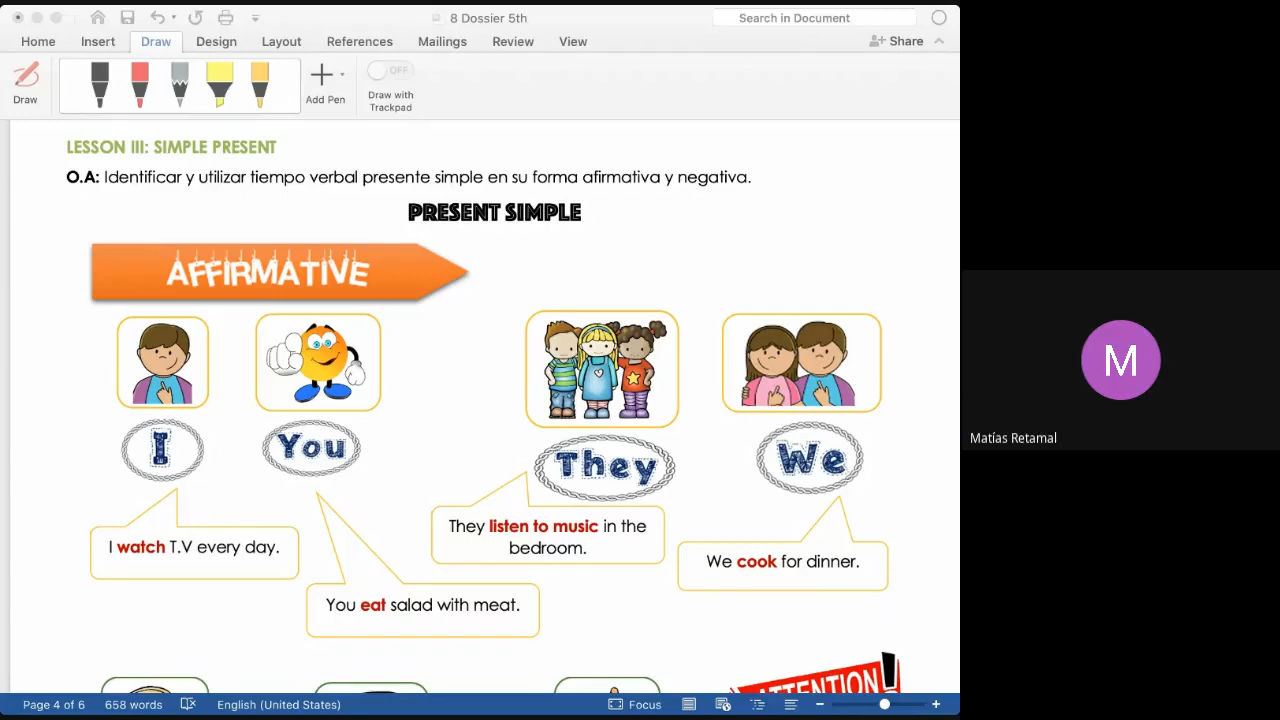 8 Dossier 5th
Search in Document
Home Insert Draw Design Layout References Mailings Review View Share
OFF
Draw
Add Pen
Draw with
Trackpad
LESSON III: SIMPLE PRESENT
O.A: Identificar y utilizar tiempo verbal presente simple en su forma afirmativa y negativa.
PRESENT SIMPLE
AFFIRMATIVE
I You They We
I watch T.V every day.
You eat salad with meat.
They listen to music in the
bedroom.
We cook for dinner.
ATTENTION!
Page 4 of 6 658 words English (United States) Focus
M
Matías Retamal